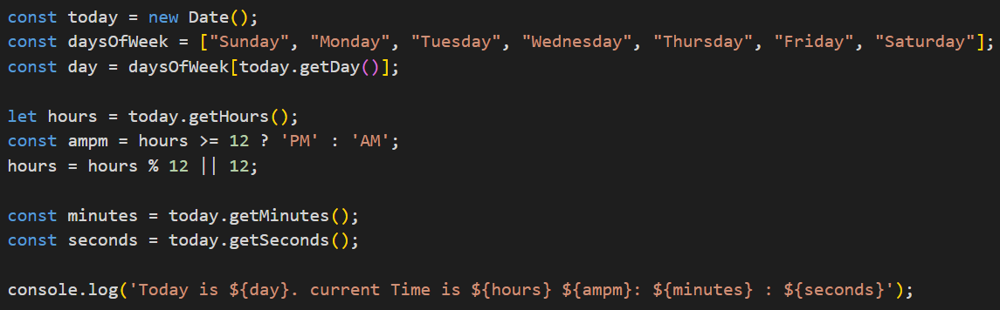 const today = new Date();
const daysOfWeek = ["Sunday", "Monday", "Tuesday", "Wednesday", "Thursday", "Friday", "Saturday"];
const day = daysOfWeek[today.getDay()];
let hours = today.getHours();
const ampm = hours >= 12 ? 'PM' : 'AM';
hours = hours % 12 || 12;
const minutes = today.getMinutes();
const seconds = today.getSeconds();
console.log('Today is ${day}. current Time is ${hours} ${ampm}: ${minutes} : ${seconds}');